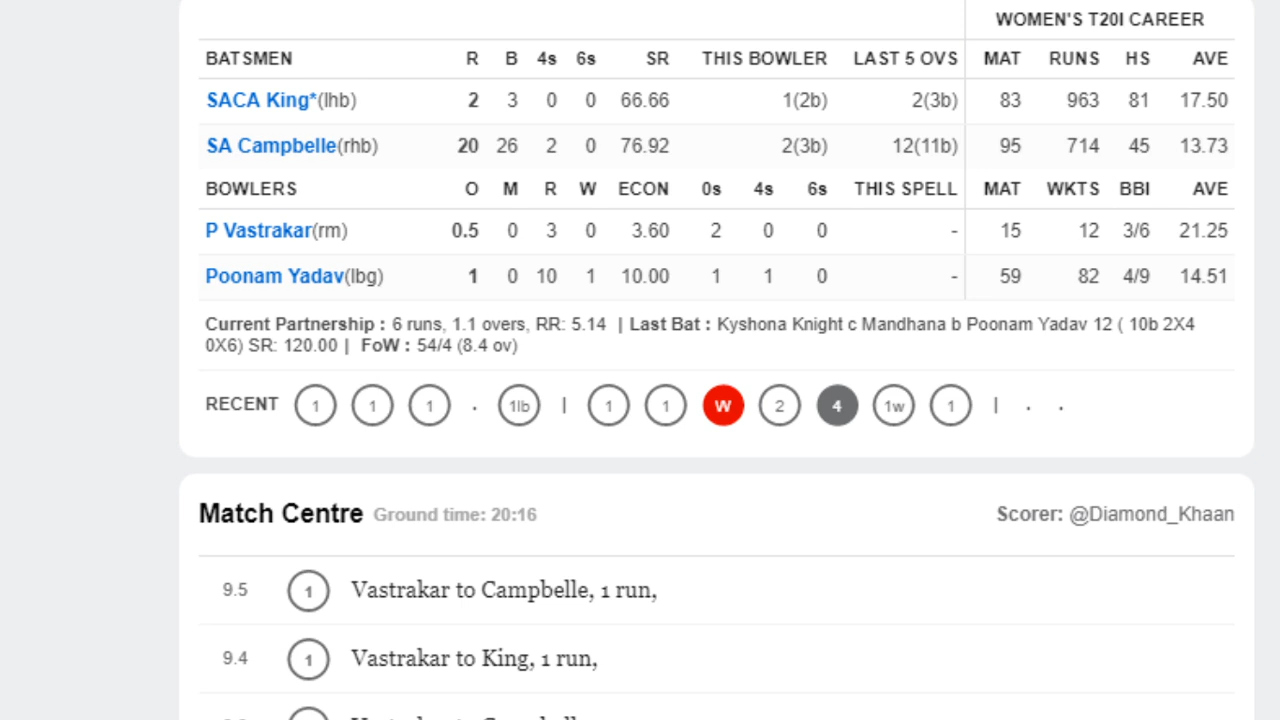 WOMEN'S T20I CAREER
BATSMEN R B 4s 6s SR THIS BOWLER LAST 5 OVS MAT RUNS HS AVE
SACA King*(lhb) 2 3 0 0 66.66 1(2b) 2(3b) 83 963 81 17.50
SA Campbelle(rhb) 20 26 2 0 76.92 2(3b) 12(11b) 95 714 45 13.73
BOWLERS O M R W ECON 0s 4s 6s THIS SPELL MAT WKTS BBI AVE
P Vastrakar(rm) 0.5 0 3 0 3.60 2 0 0 - 15 12 3/6 21.25
Poonam Yadav(lbg) 1 0 10 1 10.00 1 1 0 - 59 82 4/9 14.51
Current Partnership : 6 runs, 1.1 overs, RR: 5.14 | Last Bat : Kyshona Knight c Mandhana b Poonam Yadav 12 ( 10b 2X4
0X6) SR: 120.00 | FoW : 54/4 (8.4 ov)
RECENT 1 1 1 . 1lb | 1 1 W 2 4 1w 1 | . .
Match Centre Ground time: 20:16 Scorer: @Diamond_Khaan
9.5 1 Vastrakar to Campbelle, 1 run,
9.4 1 Vastrakar to King, 1 run,